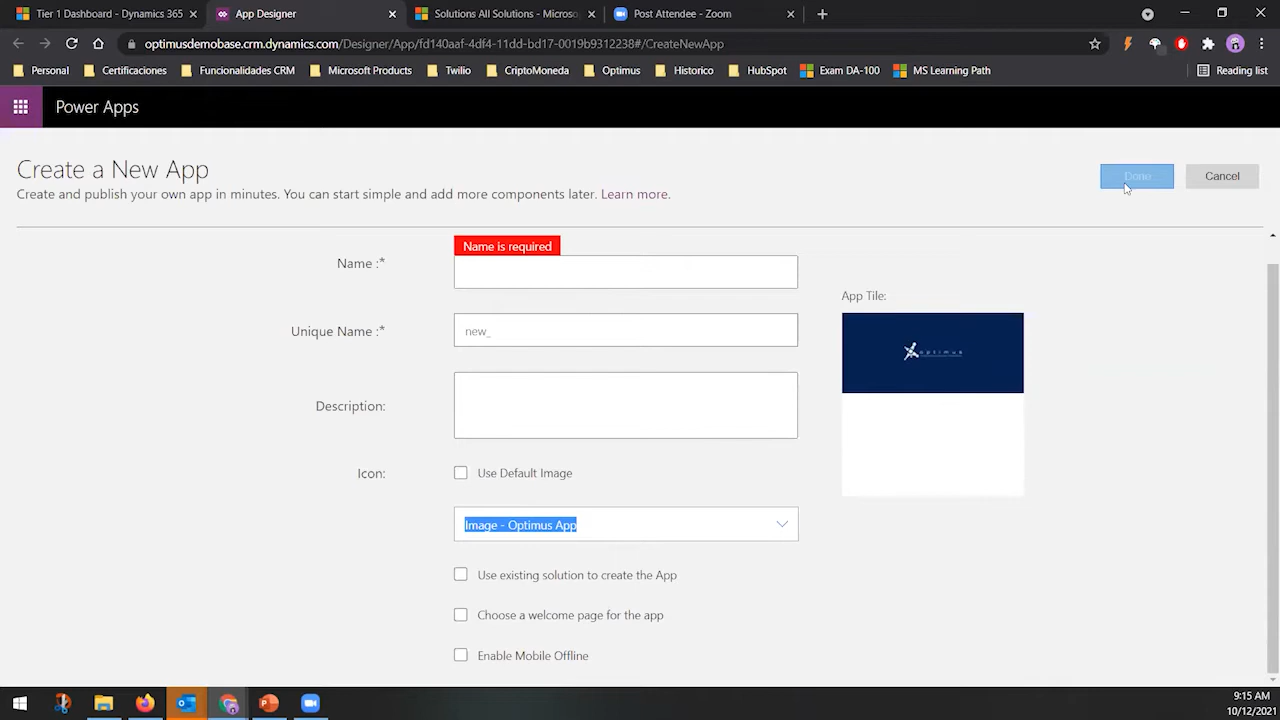 Tier 1 Dashboard - Dynamics 365
App Designer
Solutions All Solutions - Microso
Post Attendee - Zoom
optimusdemobase.crm.dynamics.com/Designer/App/fd140aaf-4df4-11dd-bd17-0019b9312238#/CreateNewApp
Personal
Certificaciones
Funcionalidades CRM
Microsoft Products
Twilio
CriptoMoneda
Optimus
Historico
HubSpot
Exam DA-100
MS Learning Path
Reading list
Power Apps
Create a New App
Create and publish your own app in minutes. You can start simple and add more components later. Learn more.
Done
Cancel
Name is required
Name :*
App Tile:
Unique Name :*
new_
optimus
Description:
Icon:
Use Default Image
Image - Optimus App
Use existing solution to create the App
Choose a welcome page for the app
Enable Mobile Offline
9:15 AM
10/12/2021